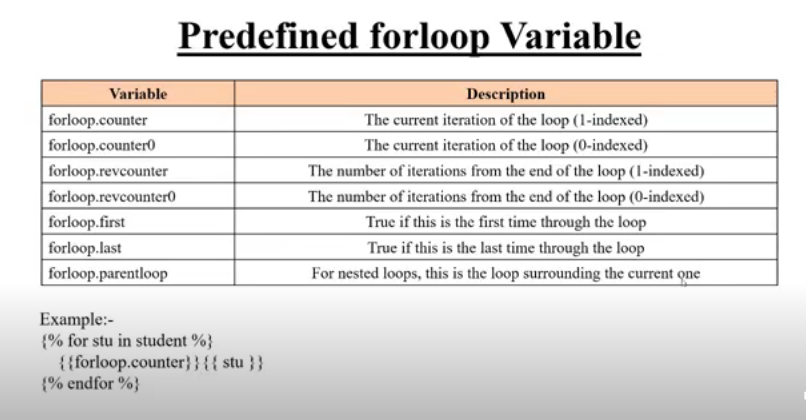 Predefined forloop Variable
Variable Description
forloop.counter The current iteration of the loop (1-indexed)
forloop.counter0 The current iteration of the loop (0-indexed)
forloop.revcounter The number of iterations from the end of the loop (1-indexed)
forloop.revcounter0 The number of iterations from the end of the loop (0-indexed)
forloop.first True if this is the first time through the loop
forloop.last True if this is the last time through the loop
forloop.parentloop For nested loops, this is the loop surrounding the current one
Example:-
{% for stu in student %}
{{forloop.counter}}{{ stu }}
{% endfor %}